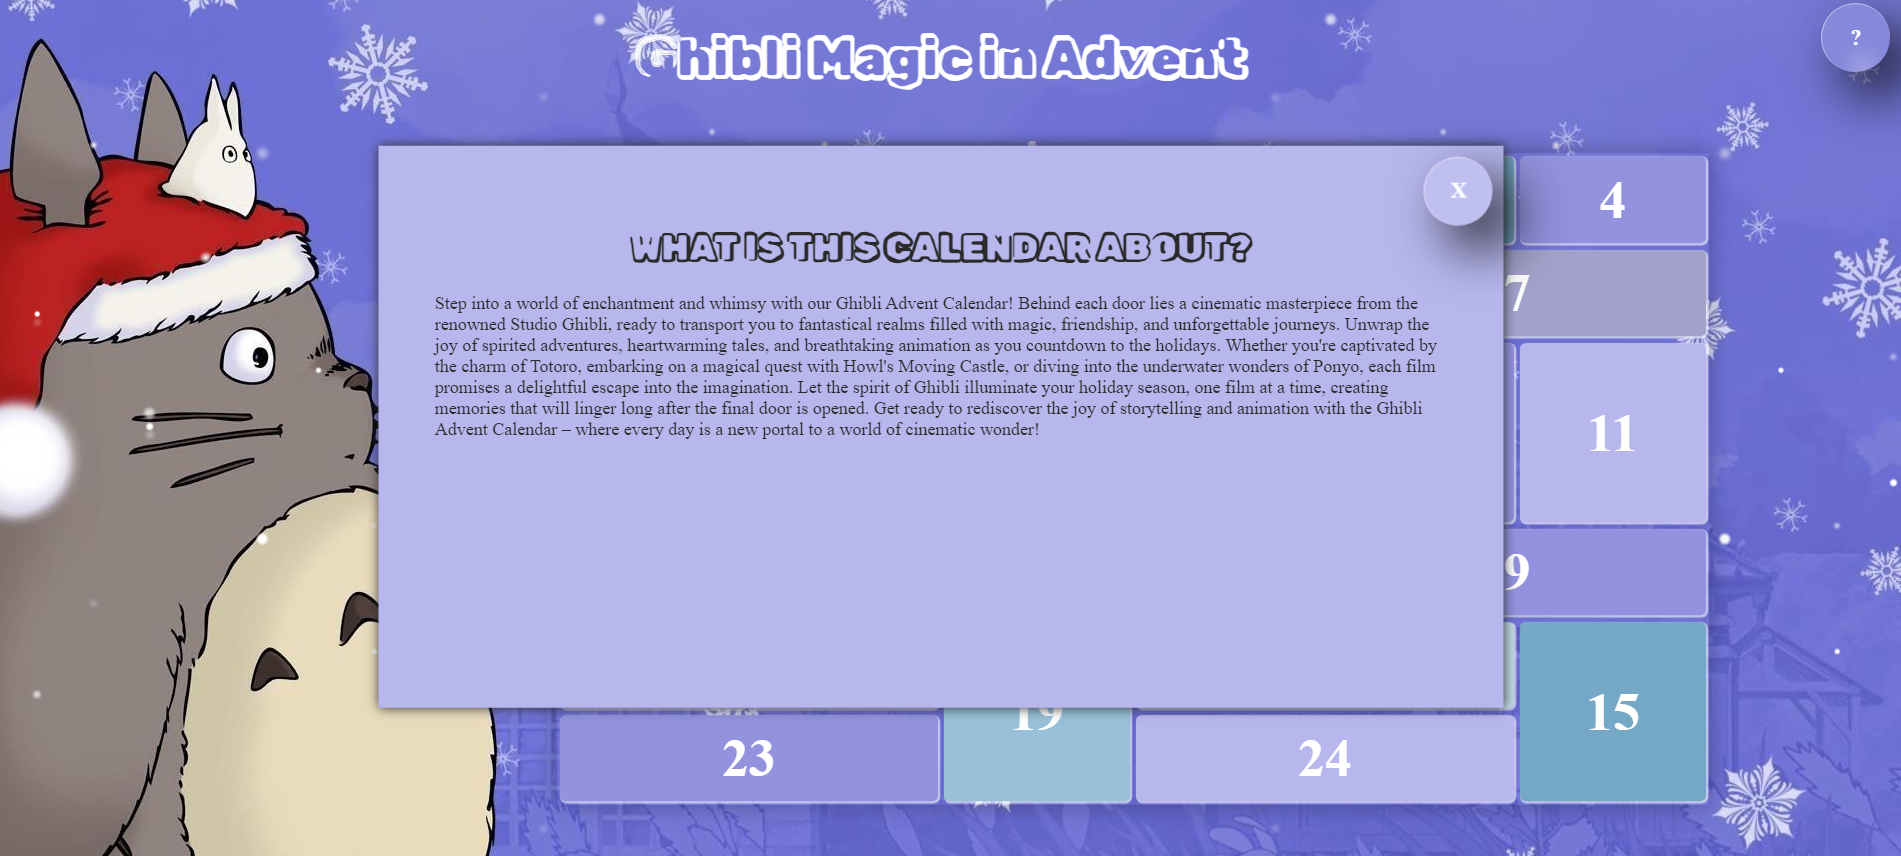 Ghibli Magic in Advent
?
X
4
WHAT IS THIS CALENDAR ABOUT?
7
Step into a world of enchantment and whimsy with our Ghibli Advent Calendar! Behind each door lies a cinematic masterpiece from the
renowned Studio Ghibli, ready to transport you to fantastical realms filled with magic, friendship, and unforgettable journeys. Unwrap the
joy of spirited adventures, heartwarming tales, and breathtaking animation as you countdown to the holidays. Whether you're captivated by
the charm of Totoro, embarking on a magical quest with Howl's Moving Castle, or diving into the underwater wonders of Ponyo, each film
promises a delightful escape into the imagination. Let the spirit of Ghibli illuminate your holiday season, one film at a time, creating
memories that will linger long after the final door is opened. Get ready to rediscover the joy of storytelling and animation with the Ghibli
Advent Calendar – where every day is a new portal to a world of cinematic wonder!
11
9
19
15
23
24